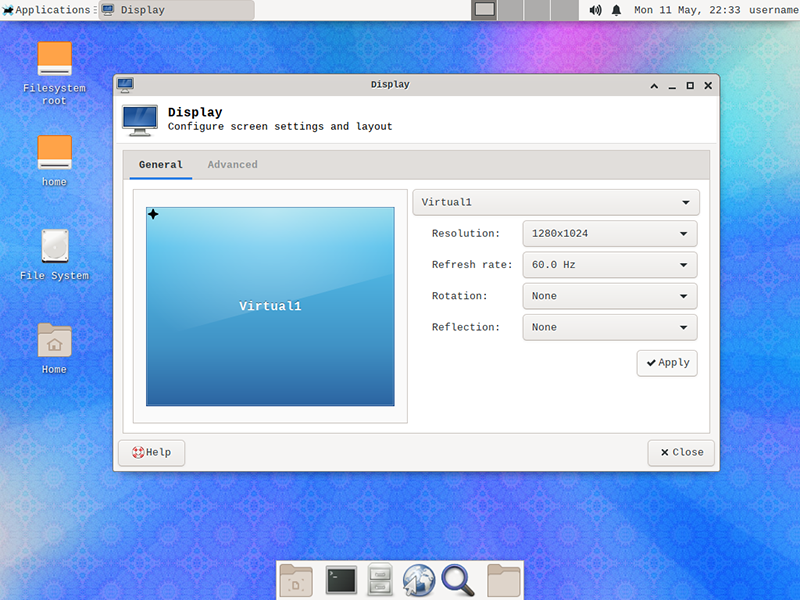 Applications Display Mon 11 May, 22:33 username
Filesystem
root
home
File System
Home
Display
Display
Configure screen settings and layout
General Advanced
Virtual1
Virtual1
Resolution: 1280x1024
Refresh rate: 60.0 Hz
Rotation: None
Reflection: None
Apply
Help Close